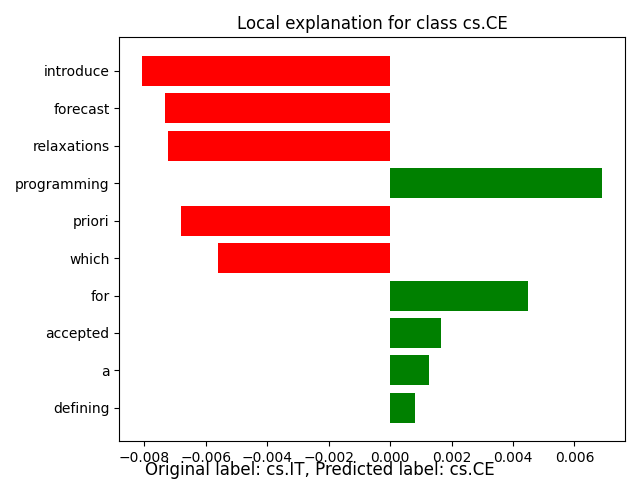 Local explanation for class cs.CE
introduce
forecast
relaxations
programming
priori
which
for
accepted
a
defining
−0.008 −0.006 −0.004 −0.002 0.000 0.002 0.004 0.006
Original label: cs.IT, Predicted label: cs.CE